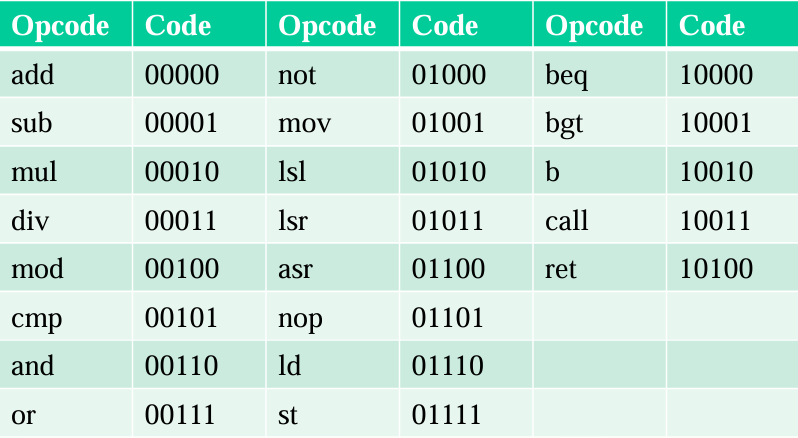 Opcode Code Opcode Code Opcode Code
add 00000 not 01000 beq 10000
sub 00001 mov 01001 bgt 10001
mul 00010 lsl 01010 b 10010
div 00011 lsr 01011 call 10011
mod 00100 asr 01100 ret 10100
cmp 00101 nop 01101
and 00110 ld 01110
or 00111 st 01111